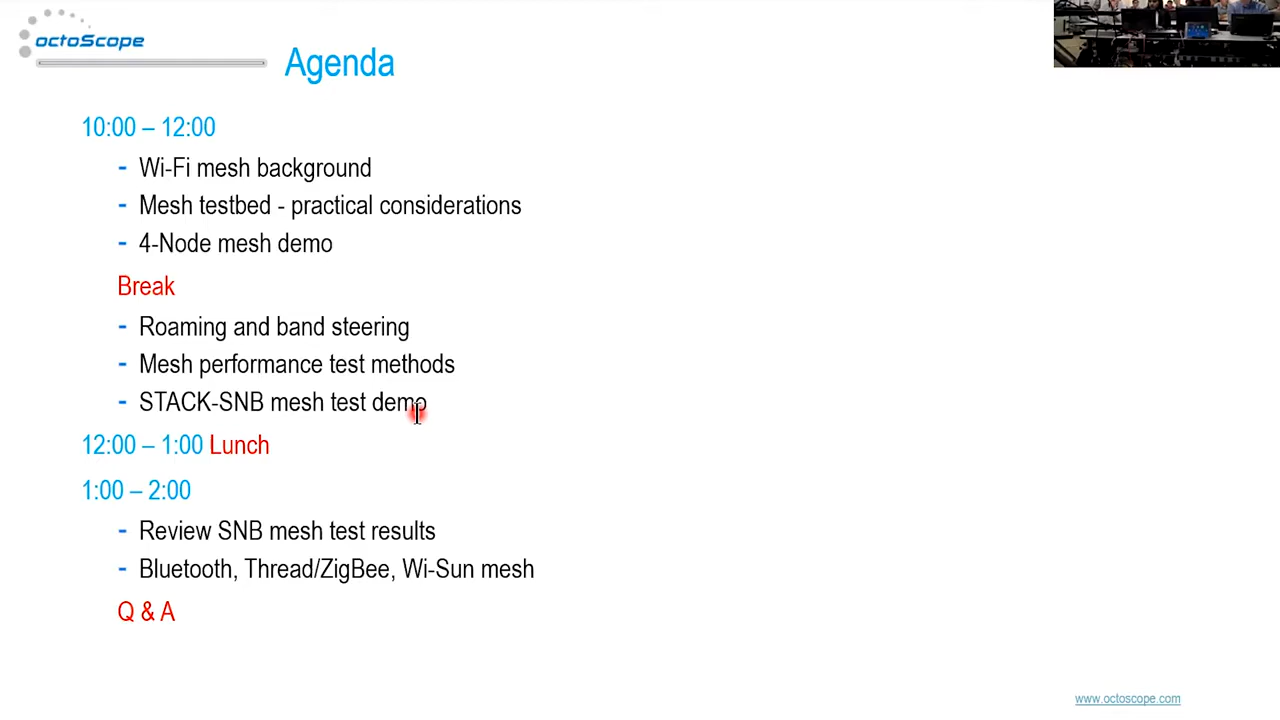 octoScope
Agenda
10:00 – 12:00
- Wi-Fi mesh background
- Mesh testbed - practical considerations
- 4-Node mesh demo
Break
- Roaming and band steering
- Mesh performance test methods
- STACK-SNB mesh test demo
12:00 – 1:00 Lunch
1:00 – 2:00
- Review SNB mesh test results
- Bluetooth, Thread/ZigBee, Wi-Sun mesh
Q & A
www.octoscope.com